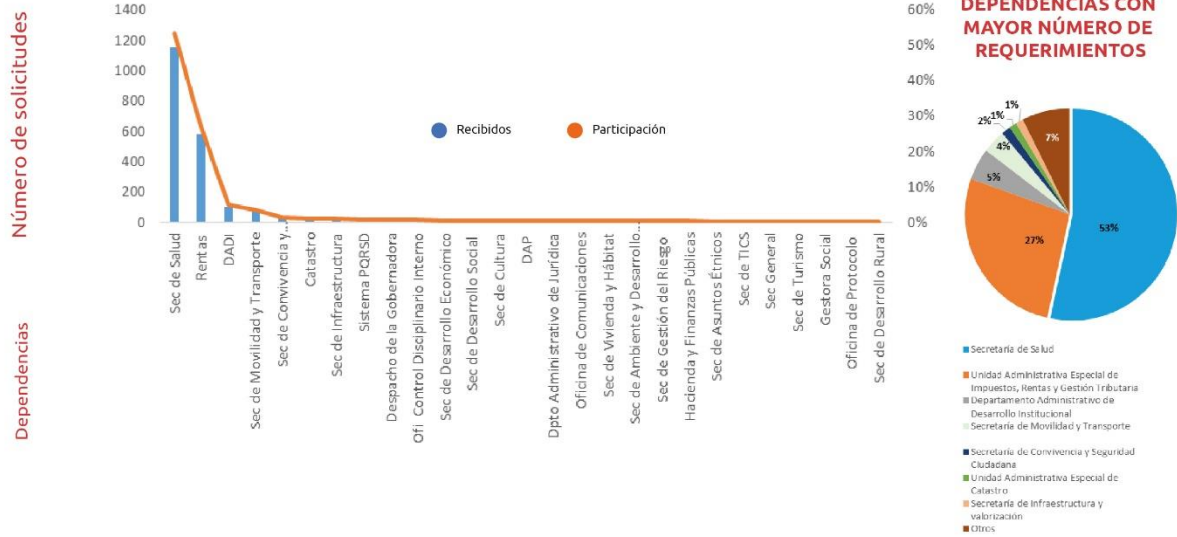 Número de solicitudes
Dependencias
1400
1200
1000
800
600
400
200
0
60%
50%
40%
30%
20%
10%
0%
Recibidos
Participación
Sec de Salud
Rentas
DADI
Sec de Movilidad y Transporte
Sec de Convivencia y...
Catastro
Sec de Infraestructura
Sistema PQRSD
Despacho de la Gobernadora
Ofi Control Disciplinario Interno
Sec de Desarrollo Económico
Sec de Desarrollo Social
Sec de Cultura
DAP
Dpto Administrativo de Jurídica
Oficina de Comunicaciones
Sec de Vivienda y Hábitat
Sec de Ambiente y Desarrollo...
Sec de Gestión del Riesgo
Hacienda y Finanzas Públicas
Sec de Asuntos Étnicos
Sec de TICS
Sec General
Sec de Turismo
Gestora Social
Oficina de Protocolo
Sec de Desarrollo Rural
DEPENDENCIAS CON
MAYOR NÚMERO DE
REQUERIMIENTOS
1%
2%
1%
7%
4%
5%
27%
53%
Secretaría de Salud
Unidad Administrativa Especial de
Impuestos, Rentas y Gestión Tributaria
Departamento Administrativo de
Desarrollo Institucional
Secretaría de Movilidad y Transporte
Secretaría de Convivencia y Seguridad
Ciudadana
Unidad Administrativa Especial de
Catastro
Secretaría de Infraestructura y
valorización
Otros